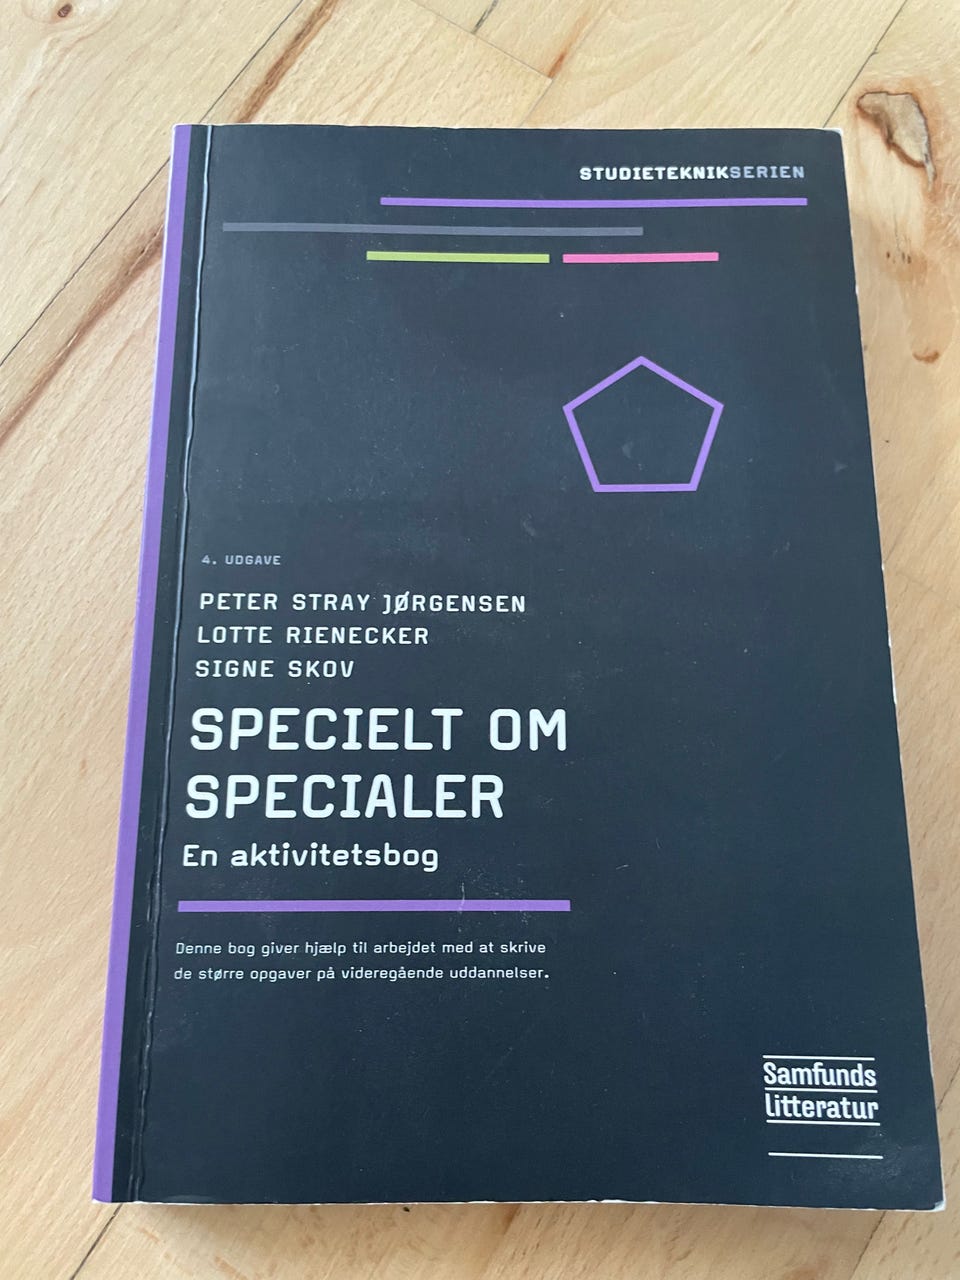 STUDIETEKNIKSERIEN
4. UDGAVE
PETER STRAY JØRGENSEN
LOTTE RIENECKER
SIGNE SKOV
SPECIELT OM
SPECIALER
En aktivitetsbog
Denne bog giver hjælp til arbejdet med at skrive
de større opgaver på videregående uddannelser.
Samfunds
litteratur